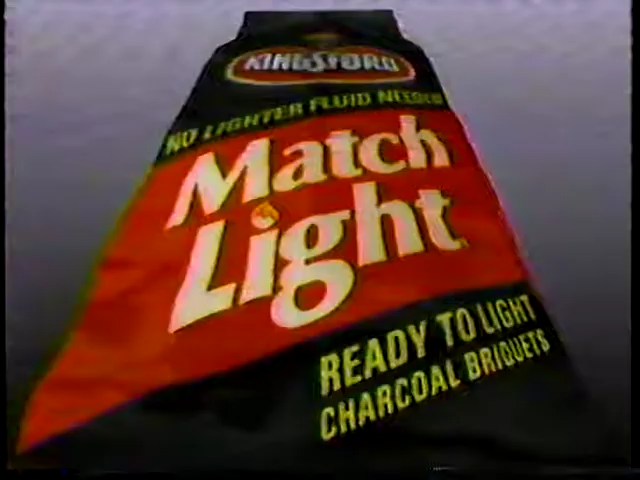 KINGSFORD
NO LIGHTER FLUID NEEDED
Match
Light
READY TO LIGHT
CHARCOAL BRIQUETS